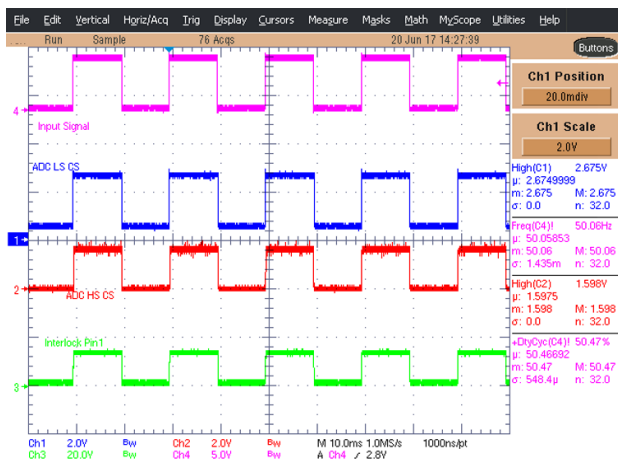 File Edit Vertical Horiz/Acq Trig Display Cursors Measure Masks Math MyScope Utilities Help
Run Sample 76 Acqs 20 Jun 17 14:27:39
Buttons
Ch1 Position
20.0mdiv
Ch1 Scale
2.0V
4
Input Signal
ADC LS CS
1
2
ADC HS CS
Interlock Pin1
3
High(C1) 2.675V
µ: 2.6749999
m: 2.675 M: 2.675
σ: 0.0 n: 32.0
Freq(C4)! 50.06Hz
µ: 50.05853
m: 50.06 M: 50.06
σ: 1.435m n: 32.0
High(C2) 1.598V
µ: 1.5975
m: 1.598 M: 1.598
σ: 0.0 n: 32.0
+DtyCyc(C4)! 50.47%
µ: 50.46692
m: 50.47 M: 50.47
σ: 548.4µ n: 32.0
Ch1 2.0V Bw Ch2 2.0V Bw M 10.0ms 1.0MS/s 1000ns/pt
Ch3 20.0V Bw Ch4 5.0V Bw A Ch4 / 2.8V